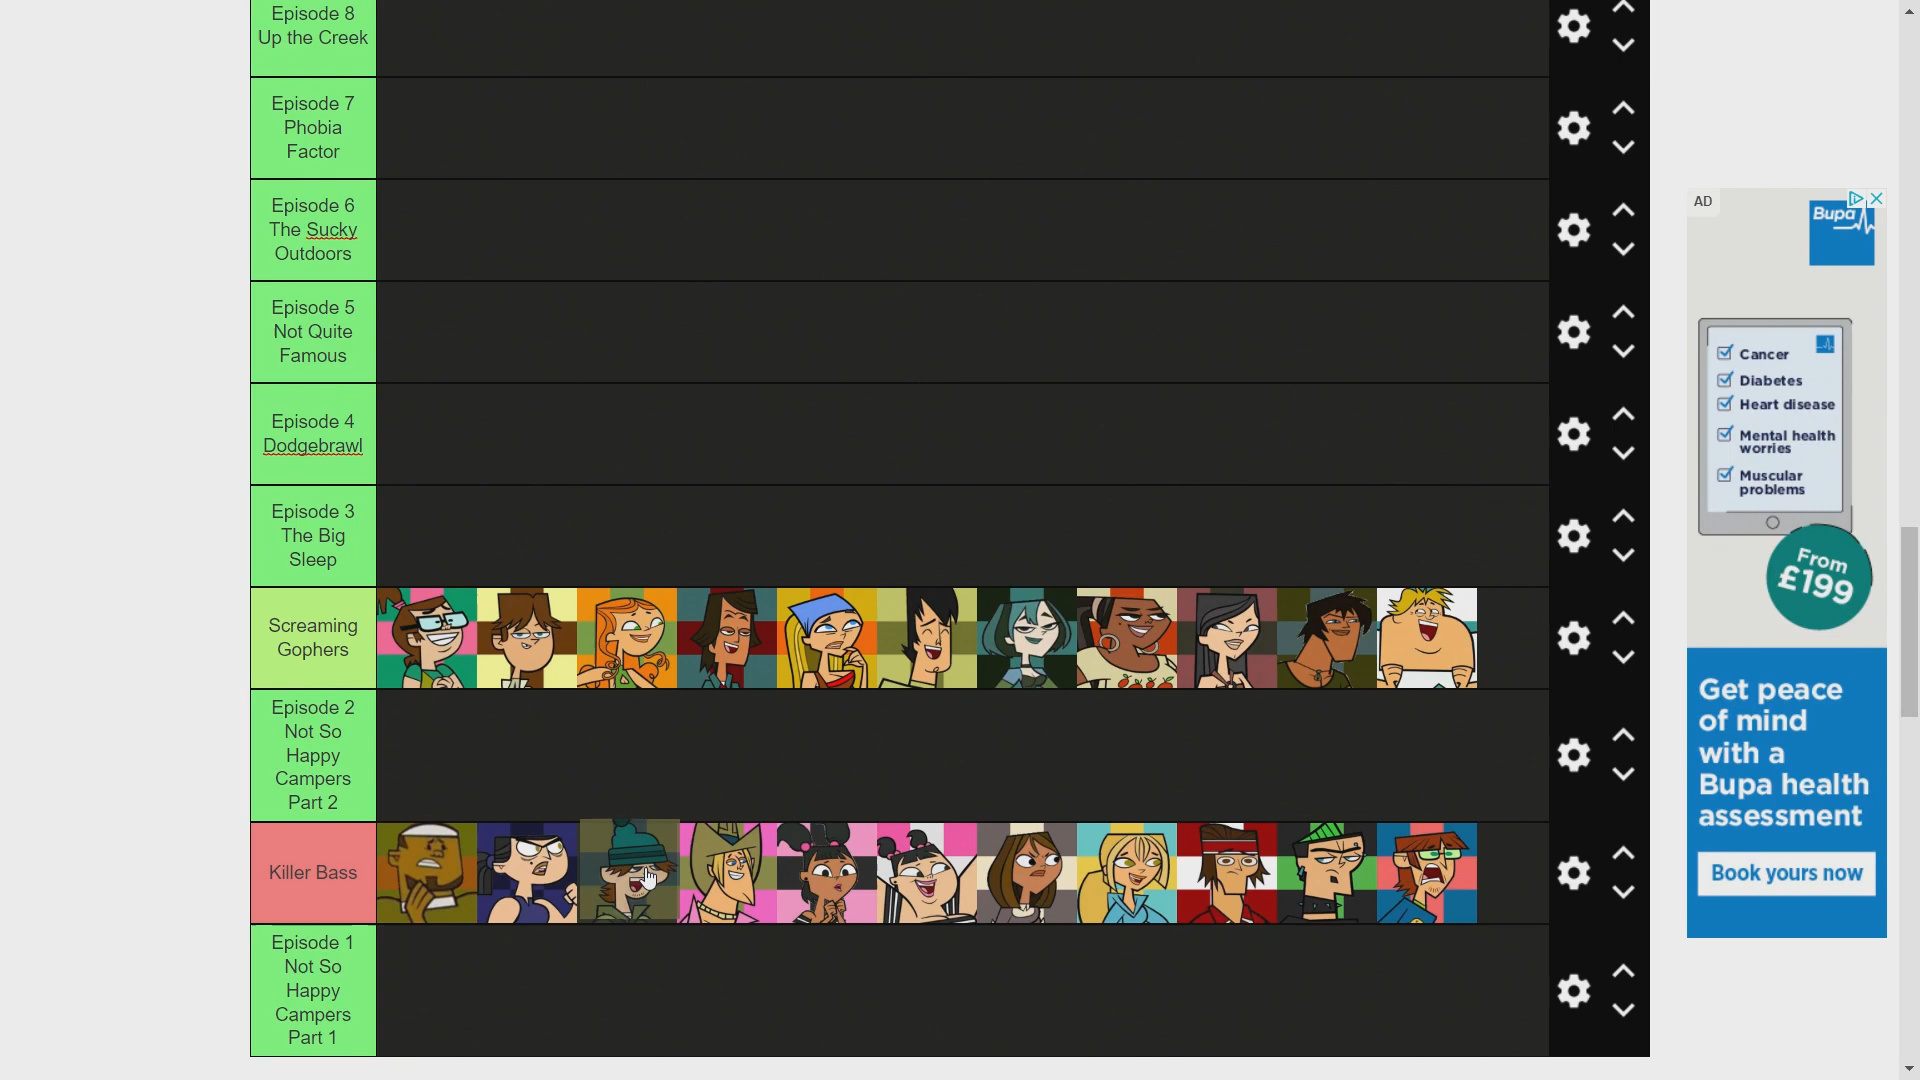 Episode 8
Up the Creek
Episode 7
Phobia
Factor
Episode 6
The Sucky
Outdoors
Episode 5
Not Quite
Famous
Episode 4
Dodgebrawl
Episode 3
The Big
Sleep
Screaming
Gophers
Episode 2
Not So
Happy
Campers
Part 2
Killer Bass
Episode 1
Not So
Happy
Campers
Part 1
AD
Bupa
Cancer
Diabetes
Heart disease
Mental health
worries
Muscular
problems
From
£199
Get peace
of mind
with a
Bupa health
assessment
Book yours now